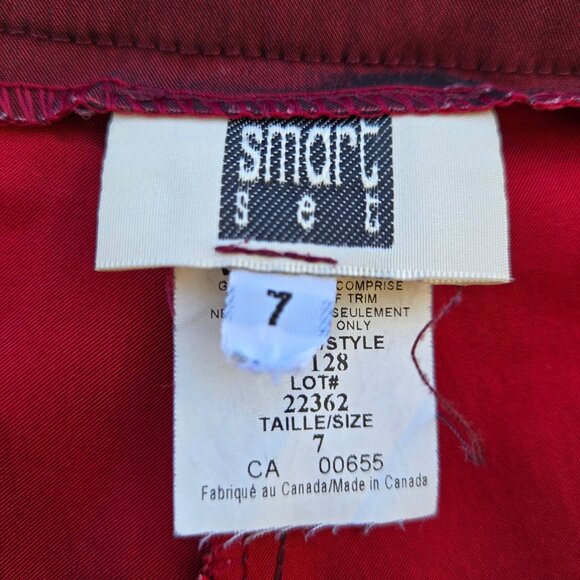 smart
set
7
COMPRISE
F TRIM
NE SEULEMENT
ONLY
/STYLE
128
LOT#
22362
TAILLE/SIZE
7
CA 00655
Fabriqué au Canada/Made in Canada